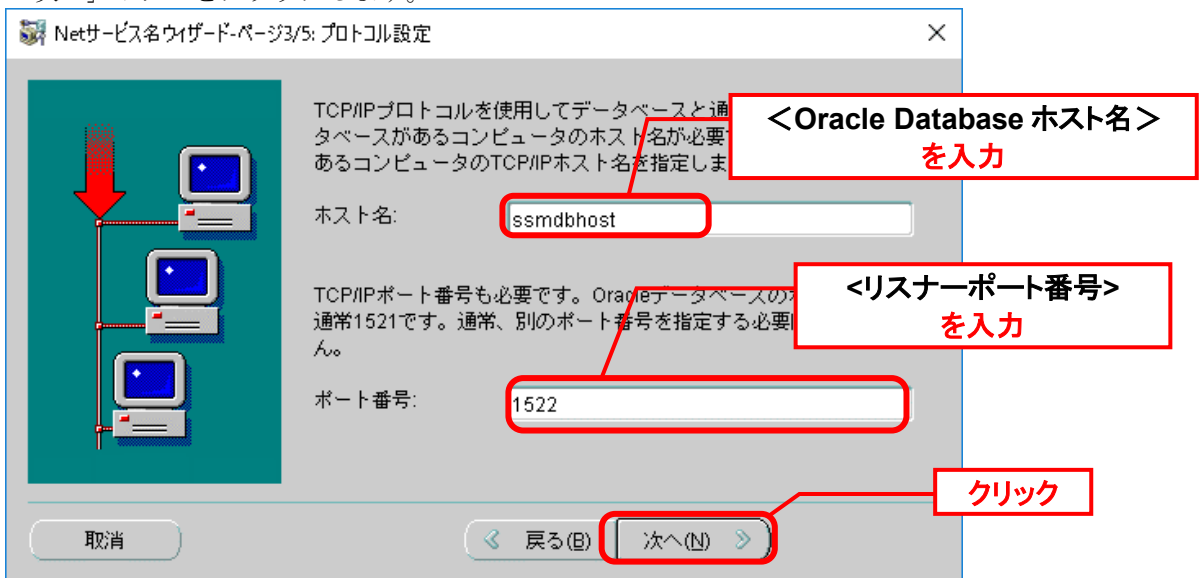 Netサービス名ウィザード-ページ3/5: プロトコル設定
TCP/IPプロトコルを使用してデータベースと通
タベースがあるコンピュータのホスト名が必要
あるコンピュータのTCP/IPホスト名を指定しま
<Oracle Database ホスト名>
を入力
ホスト名:
ssmdbhost
TCP/IPポート番号も必要です。Oracleデータベースの
通常1521です。通常、別のポート番号を指定する必要
ん。
<リスナーポート番号>
を入力
ポート番号:
1522
クリック
取消
戻る(B)
次へ(N)